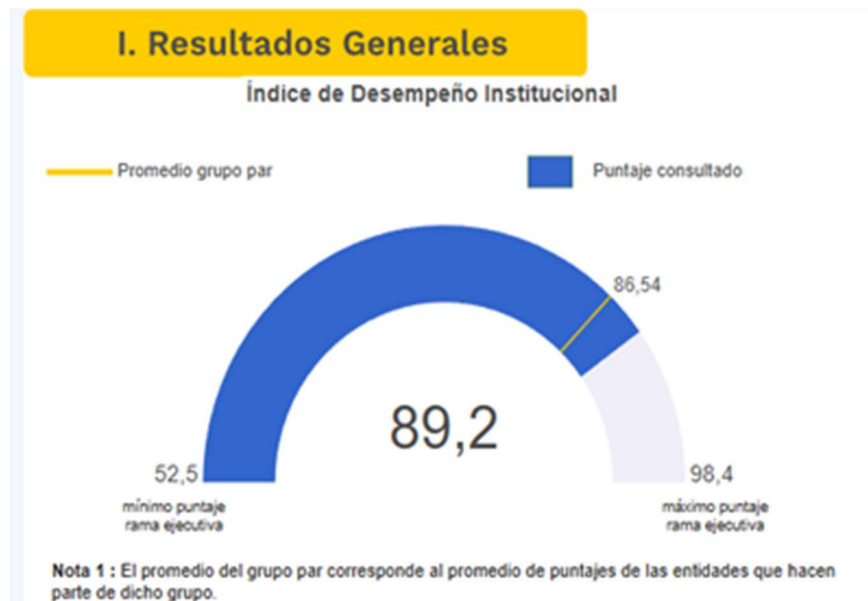 I. Resultados Generales
Índice de Desempeño Institucional
Promedio grupo par
Puntaje consultado
86,54
89,2
52,5
mínimo puntaje
rama ejecutiva
98,4
máximo puntaje
rama ejecutiva
Nota 1 : El promedio del grupo par corresponde al promedio de puntajes de las entidades que hacen
parte de dicho grupo.